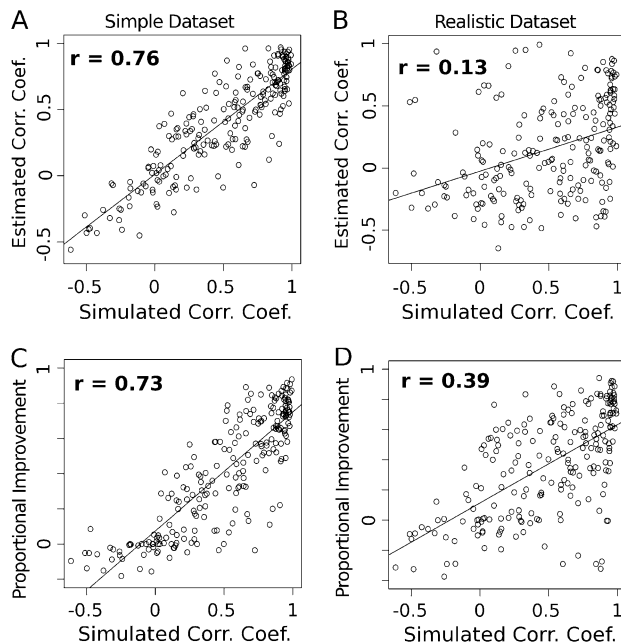 A Simple Dataset
r = 0.76
Estimated Corr. Coef.
1
0.5
0
-0.5
-0.5 0 0.5 1
Simulated Corr. Coef.
B Realistic Dataset
r = 0.13
Estimated Corr. Coef.
1
0.5
0
-0.5
-0.5 0 0.5 1
Simulated Corr. Coef.
C
r = 0.73
Proportional Improvement
1
0
-0.5 0 0.5 1
Simulated Corr. Coef.
D
r = 0.39
Proportional Improvement
1
0
-0.5 0 0.5 1
Simulated Corr. Coef.